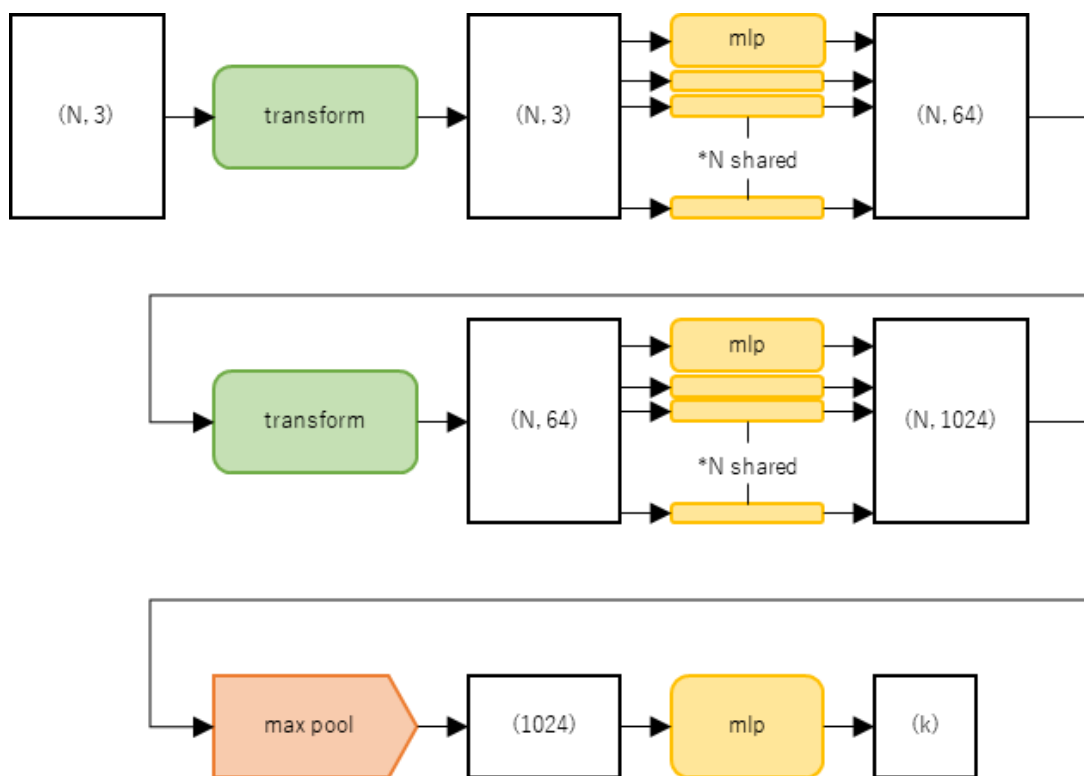 (N, 3)
transform
(N, 3)
mlp
*N shared
(N, 64)
transform
(N, 64)
mlp
*N shared
(N, 1024)
max pool
(1024)
mlp
(k)